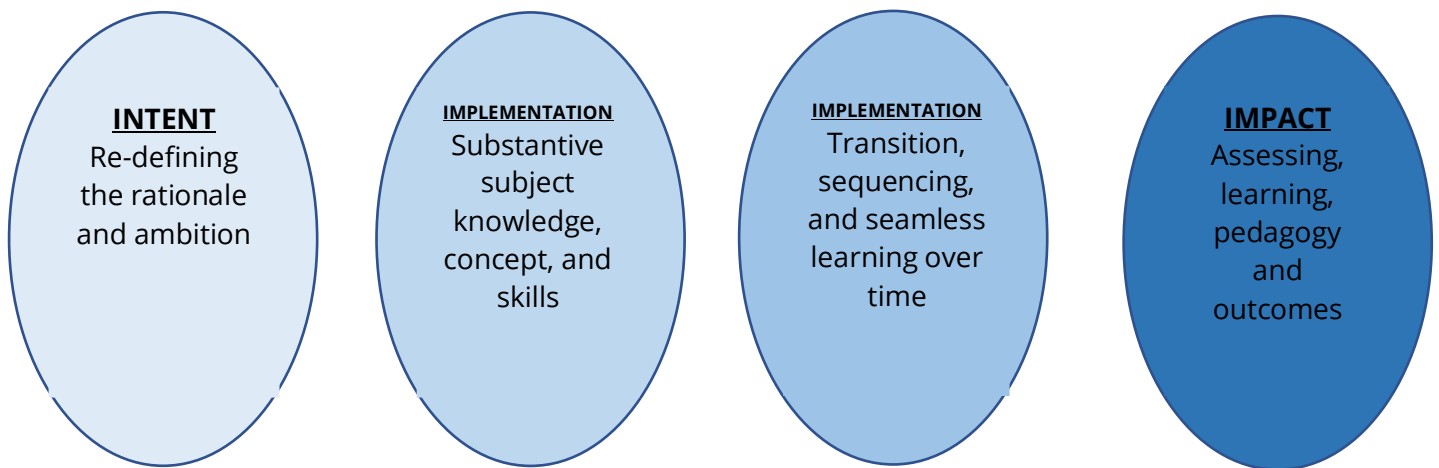 INTENT
Re-defining
the rationale
and ambition
IMPLEMENTATION
Substantive
subject
knowledge,
concept, and
skills
IMPLEMENTATION
Transition,
sequencing,
and seamless
learning over
time
IMPACT
Assessing,
learning,
pedagogy
and
outcomes